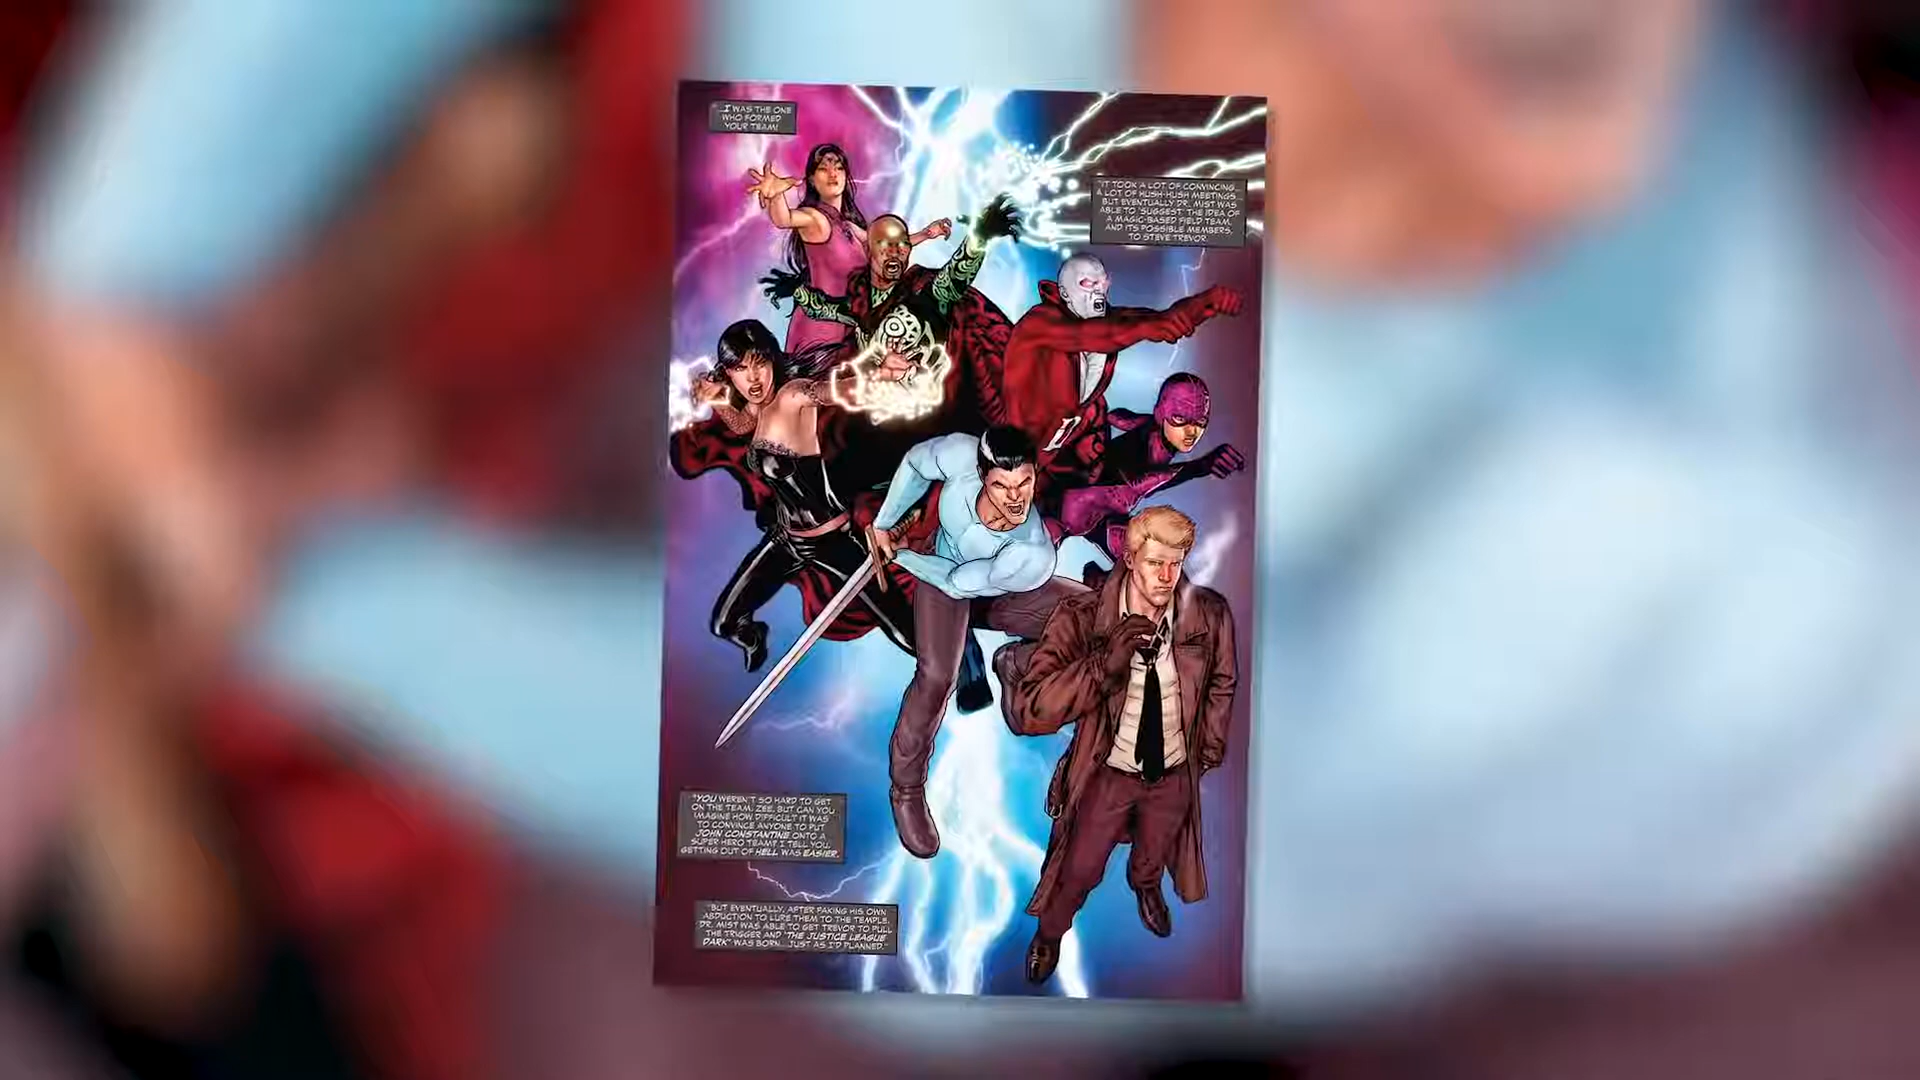 "...I WAS THE ONE
WHO FORMED
YOUR TEAM!
"IT TOOK A LOT OF CONVINCING...
A LOT OF HUSH-HUSH MEETINGS...
BUT EVENTUALLY DR. MIST WAS
ABLE TO 'SUGGEST' THE IDEA OF
A MAGIC-BASED FIELD TEAM,
AND ITS POSSIBLE MEMBERS,
TO STEVE TREVOR.
"YOU WEREN'T SO HARD TO GET
ON THE TEAM, ZEE, BUT CAN YOU
IMAGINE HOW DIFFICULT IT WAS
TO CONVINCE ANYONE TO PUT
JOHN CONSTANTINE ONTO A
SUPER HERO TEAM? I TELL YOU,
GETTING OUT OF HELL WAS EASIER.
"BUT EVENTUALLY, AFTER FAKING HIS OWN
ABDUCTION TO LURE THEM TO THE TEMPLE,
DR. MIST WAS ABLE TO GET TREVOR TO PULL
THE TRIGGER AND 'THE JUSTICE LEAGUE
DARK' WAS BORN...JUST AS I'D PLANNED."
D